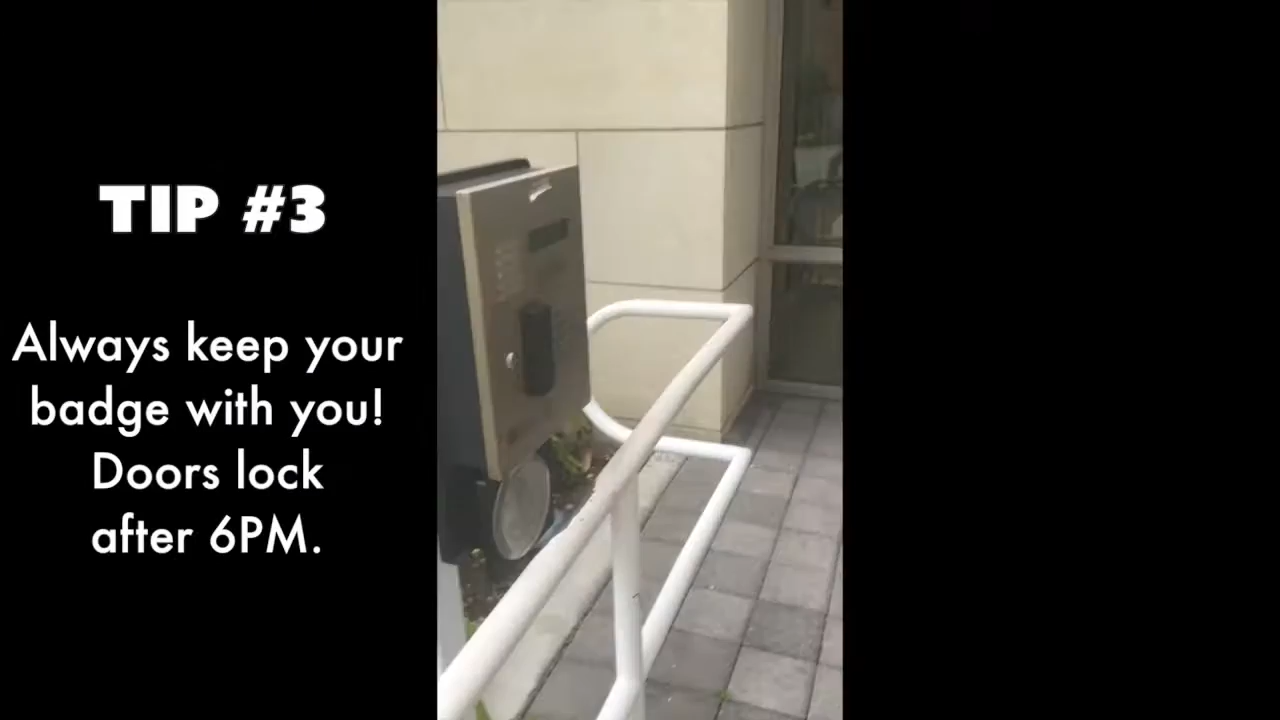 TIP #3
Always keep your
badge with you!
Doors lock
after 6PM.